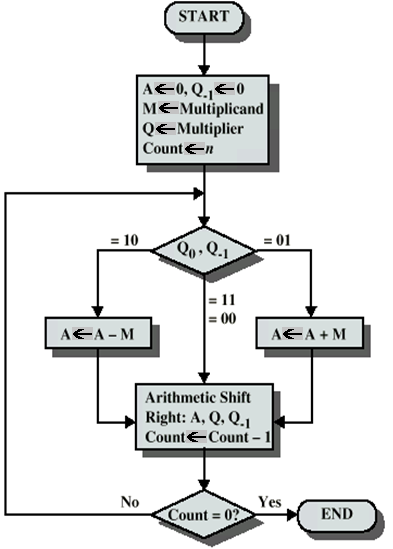 START
A←0, Q₋₁←0
M←Multiplicand
Q←Multiplier
Count←n
= 10
Q₀, Q₋₁
= 01
= 11
= 00
A←A − M
A←A + M
Arithmetic Shift
Right: A, Q, Q₋₁
Count←Count − 1
No
Count = 0?
Yes
END